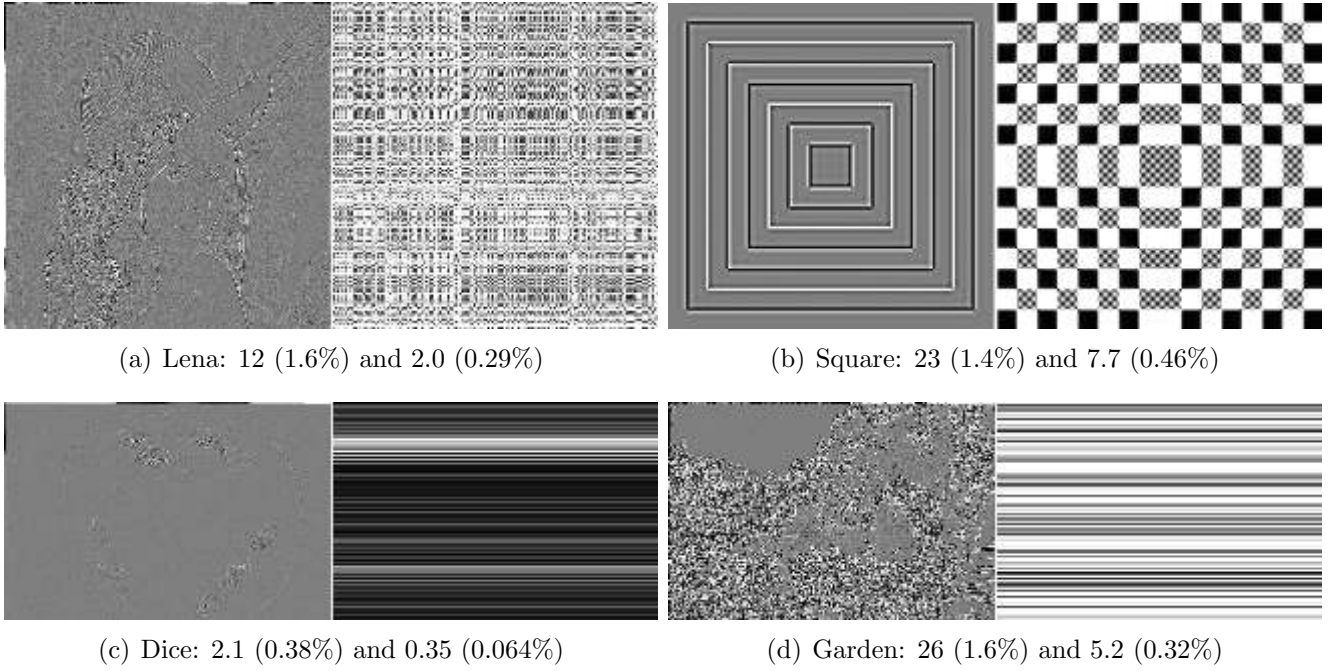 (a) Lena: 12 (1.6%) and 2.0 (0.29%)
(b) Square: 23 (1.4%) and 7.7 (0.46%)
(c) Dice: 2.1 (0.38%) and 0.35 (0.064%)
(d) Garden: 26 (1.6%) and 5.2 (0.32%)